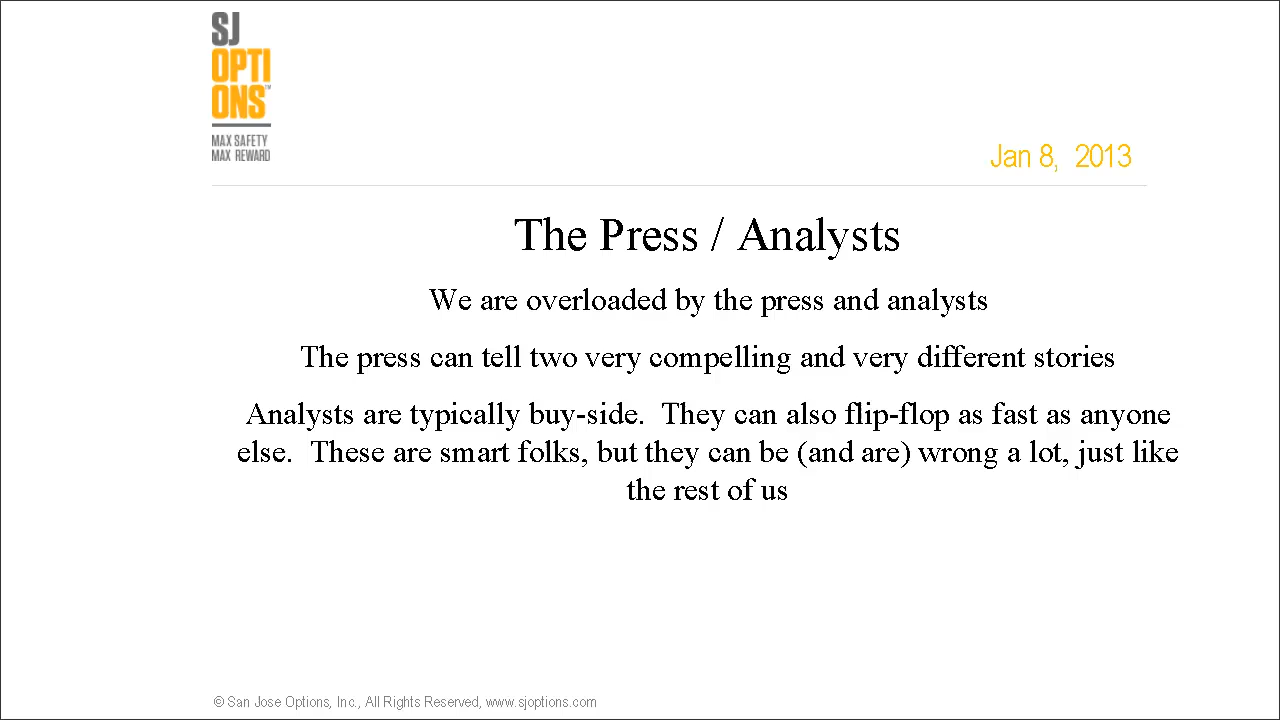 SJ
OPTI
ONS™
MAX SAFETY
MAX REWARD
Jan 8, 2013
The Press / Analysts
We are overloaded by the press and analysts
The press can tell two very compelling and very different stories
Analysts are typically buy-side. They can also flip-flop as fast as anyone
else. These are smart folks, but they can be (and are) wrong a lot, just like
the rest of us
© San Jose Options, Inc., All Rights Reserved, www.sjoptions.com